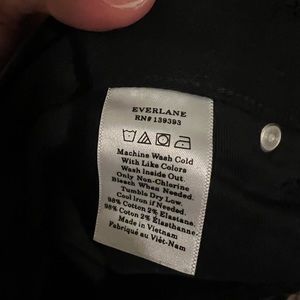 EVERLANE
RN# 139393
Machine Wash Cold
With Like Colors
Wash Inside Out.
Only Non-Chlorine
Bleach When Needed.
Tumble Dry Low.
Cool Iron if Needed.
98% Cotton 2% Elastane.
98% Coton 2% Élasthanne.
Made in Vietnam
Fabriqué au Viêt-Nam